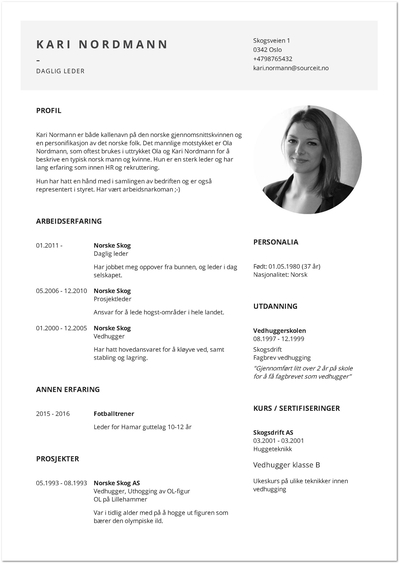 KARI NORDMANN
–
DAGLIG LEDER
Skogsveien 1
0342 Oslo
+4798765432
kari.normann@sourceit.no
PROFIL
Kari Normann er både kallenavn på den norske gjennomsnittskvinnen og
en personifikasjon av det norske folk. Det mannlige motstykket er Ola
Nordmann, som oftest brukes i uttrykket Ola og Kari Nordmann for å
beskrive en typisk norsk mann og kvinne. Hun er en sterk leder og har
lang erfaring som innen HR og rekruttering.
Hun har hatt en hånd med i samlingen av bedriften og er også
representert i styret. Har vært arbeidsnarkoman ;-)
ARBEIDSERFARING
01.2011 - Norske Skog
Daglig leder
Har jobbet meg oppover fra bunnen, og leder i dag
selskapet.
05.2006 - 12.2010 Norske Skog
Prosjektleder
Ansvar for å lede hogst-områder i hele landet.
01.2000 - 12.2005 Norske Skog
Vedhugger
Har hatt hovedansvaret for å kløyve ved, samt
stabling og lagring.
ANNEN ERFARING
2015 - 2016 Fotballtrener
Leder for Hamar guttelag 10-12 år
PROSJEKTER
05.1993 - 08.1993 Norske Skog AS
Vedhugger, Uthogging av OL-figur
OL på Lillehammer
Var i tidlig alder med på å hogge ut figuren som
bærer den olympiske ild.
PERSONALIA
Født: 01.05.1980 (37 år)
Nasjonalitet: Norsk
UTDANNING
Vedhuggerskolen
08.1997 - 12.1999
Skogsdrift
Fagbrev vedhugging
"Gjennomført litt over 2 år på skole
for å få fagbrevet som vedhugger"
KURS / SERTIFISERINGER
Skogsdrift AS
03.2001 - 03.2001
Huggeteknikk
Vedhugger klasse B
Ukeskurs på ulike teknikker innen
vedhugging